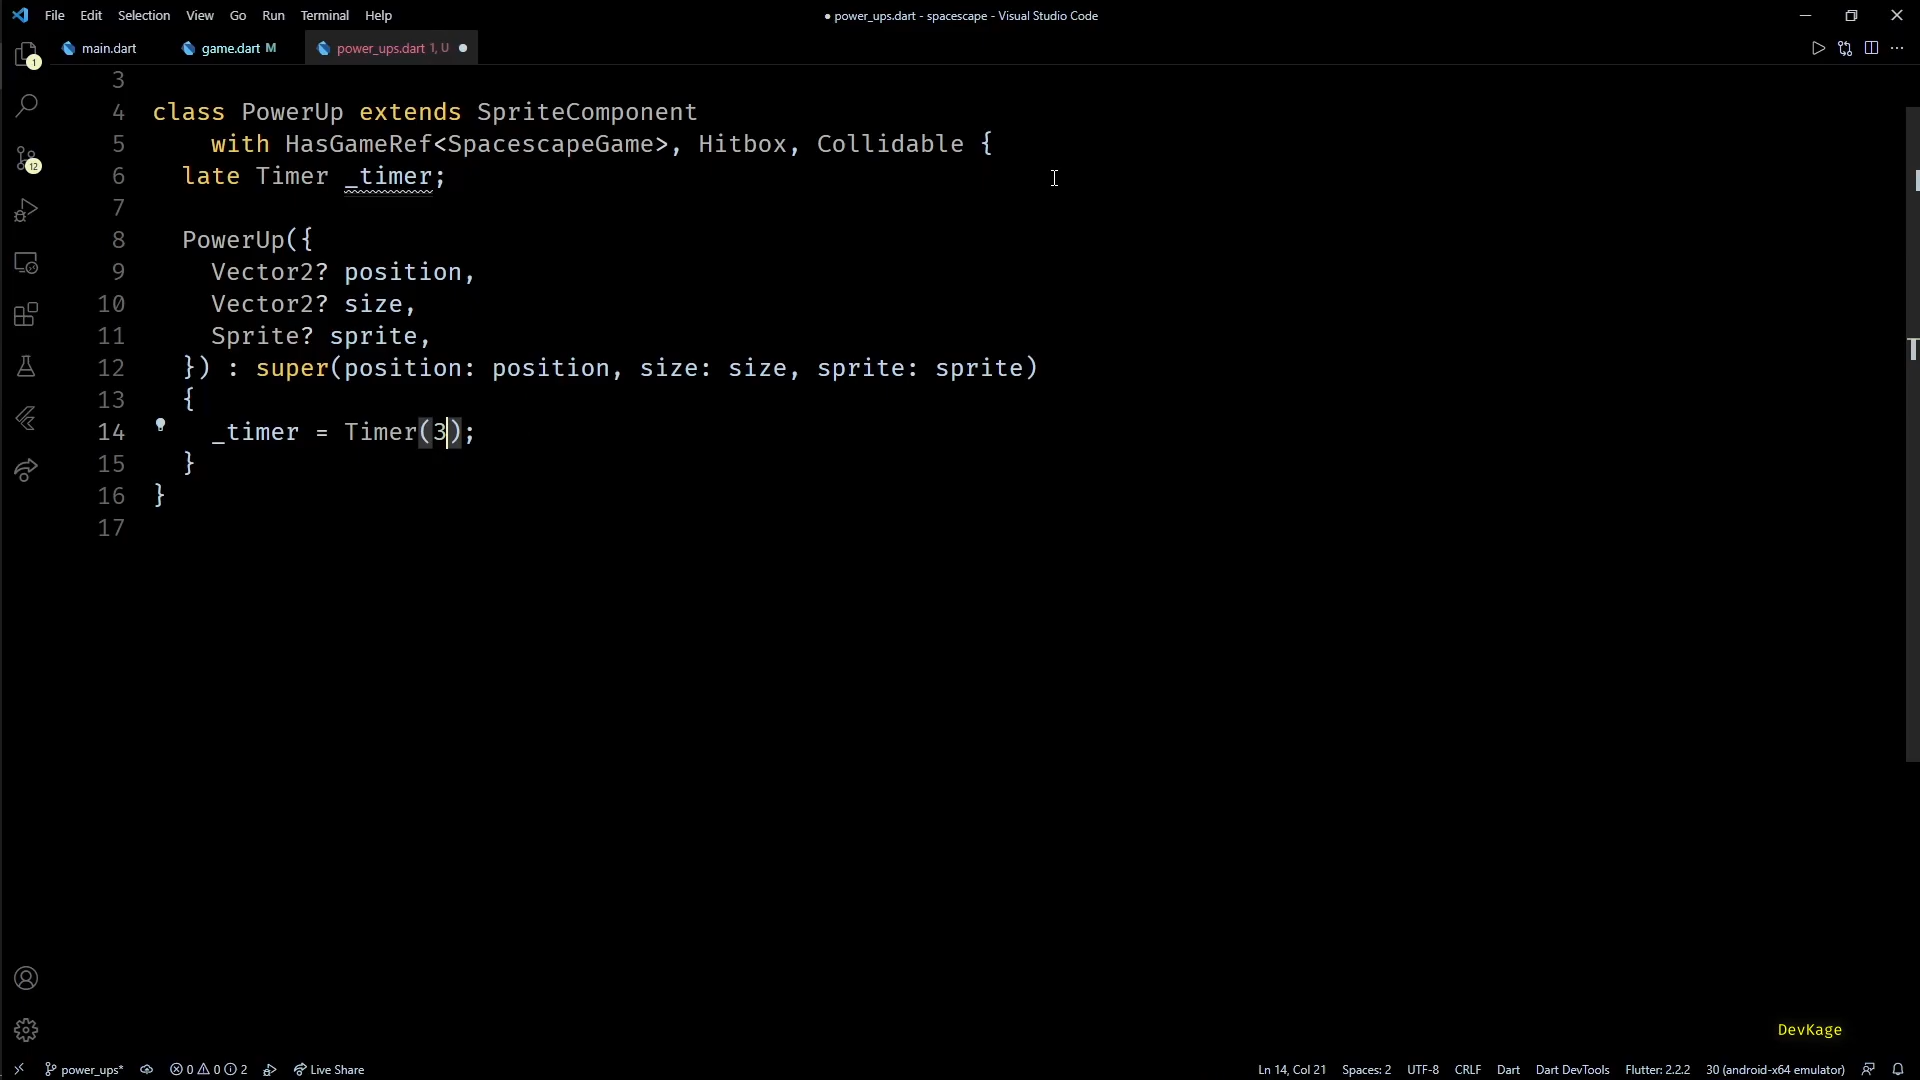 File Edit Selection View Go Run Terminal Help
● power_ups.dart - spacescape - Visual Studio Code
main.dart game.dart M power_ups.dart 1, U
1
12
3
4 class PowerUp extends SpriteComponent
5 with HasGameRef<SpacescapeGame>, Hitbox, Collidable {
6 late Timer _timer;
7
8 PowerUp({
9 Vector2? position,
10 Vector2? size,
11 Sprite? sprite,
12 }) : super(position: position, size: size, sprite: sprite)
13 {
14 _timer = Timer(3);
15 }
16 }
17
DevKage
power_ups* 0 0 2 Live Share Ln 14, Col 21 Spaces: 2 UTF-8 CRLF Dart Dart DevTools Flutter: 2.2.2 30 (android-x64 emulator)